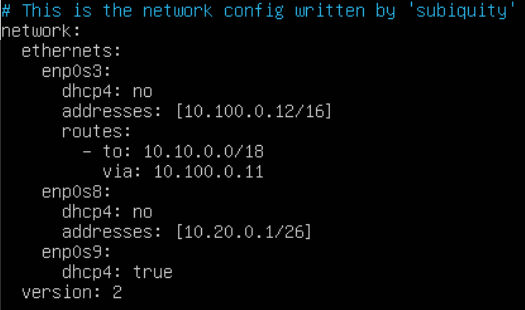 # This is the network config written by 'subiquity'
network:
  ethernets:
    enp0s3:
      dhcp4: no
      addresses: [10.100.0.12/16]
      routes:
        - to: 10.10.0.0/18
          via: 10.100.0.11
    enp0s8:
      dhcp4: no
      addresses: [10.20.0.1/26]
    enp0s9:
      dhcp4: true
  version: 2